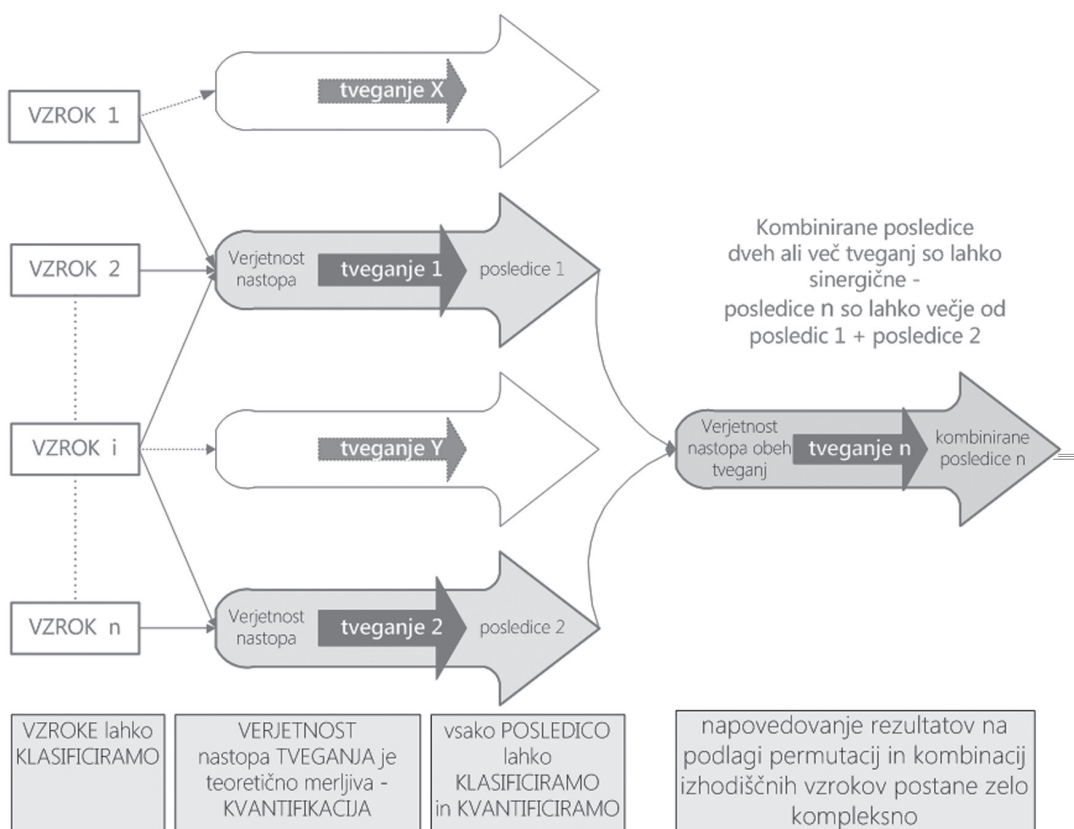 VZROK 1
tveganje X
VZROK 2
Verjetnost
nastopa
tveganje 1
posledice 1
Kombinirane posledice
dveh ali več tveganj so lahko
sinergične -
posledice n so lahko večje od
posledic 1 + posledice 2
VZROK i
tveganje Y
Verjetnost
nastopa obeh
tveganj
tveganje n
kombinirane
posledice n
VZROK n
Verjetnost
nastopa
tveganje 2
posledice 2
VZROKE lahko
KLASIFICIRAMO
VERJETNOST
nastopa TVEGANJA je
teoretično merljiva -
KVANTIFIKACIJA
vsako POSLEDICO
lahko
KLASIFICIRAMO
in KVANTIFICIRAMO
napovedovanje rezultatov na
podlagi permutacij in kombinacij
izhodiščnih vzrokov postane zelo
kompleksno